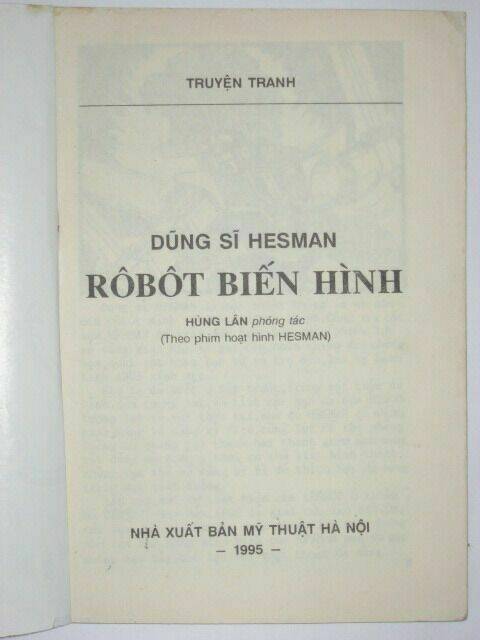 TRUYỆN TRANH
DŨNG SĨ HESMAN
RÔBÔT BIẾN HÌNH
HÙNG LÂN phóng tác
(Theo phim hoạt hình HESMAN)
NHÀ XUẤT BẢN MỸ THUẬT HÀ NỘI
– 1995 –